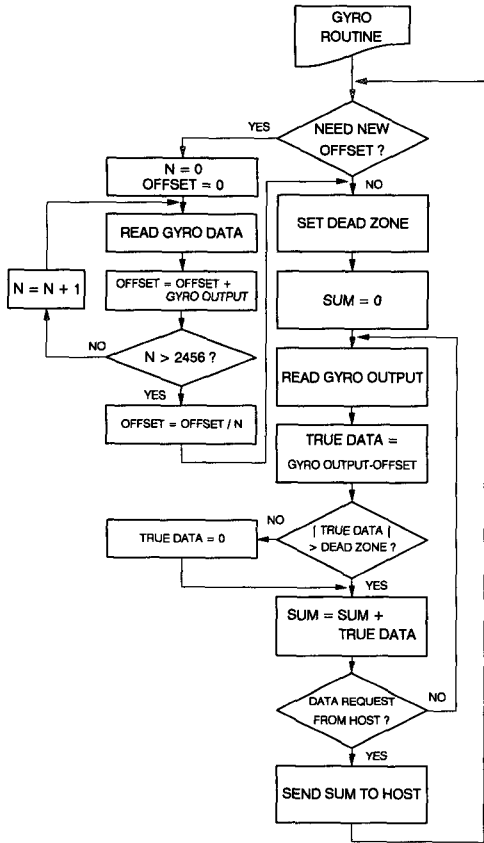 GYRO
ROUTINE
NEED NEW
OFFSET ?
YES
NO
N = 0
OFFSET = 0
READ GYRO DATA
OFFSET = OFFSET +
GYRO OUTPUT
N = N + 1
N > 2456 ?
NO
YES
OFFSET = OFFSET / N
SET DEAD ZONE
SUM = 0
READ GYRO OUTPUT
TRUE DATA =
GYRO OUTPUT-OFFSET
| TRUE DATA |
> DEAD ZONE ?
NO
TRUE DATA = 0
YES
SUM = SUM +
TRUE DATA
DATA REQUEST
FROM HOST ?
NO
YES
SEND SUM TO HOST